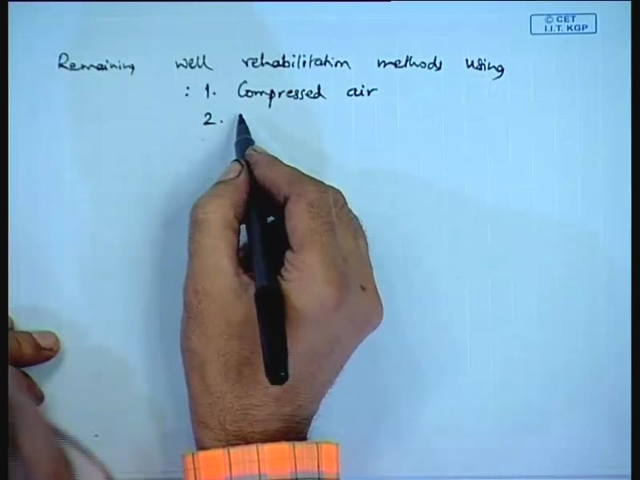 © CET
I.I.T. KGP
Remaining well rehabilitation methods using
: 1. Compressed air
2.